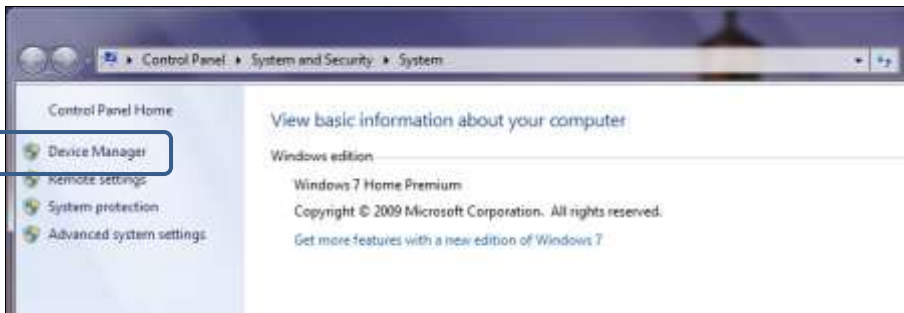 Control Panel ▸ System and Security ▸ System
Control Panel Home
Device Manager
Remote settings
System protection
Advanced system settings
View basic information about your computer
Windows edition
Windows 7 Home Premium
Copyright © 2009 Microsoft Corporation. All rights reserved.
Get more features with a new edition of Windows 7